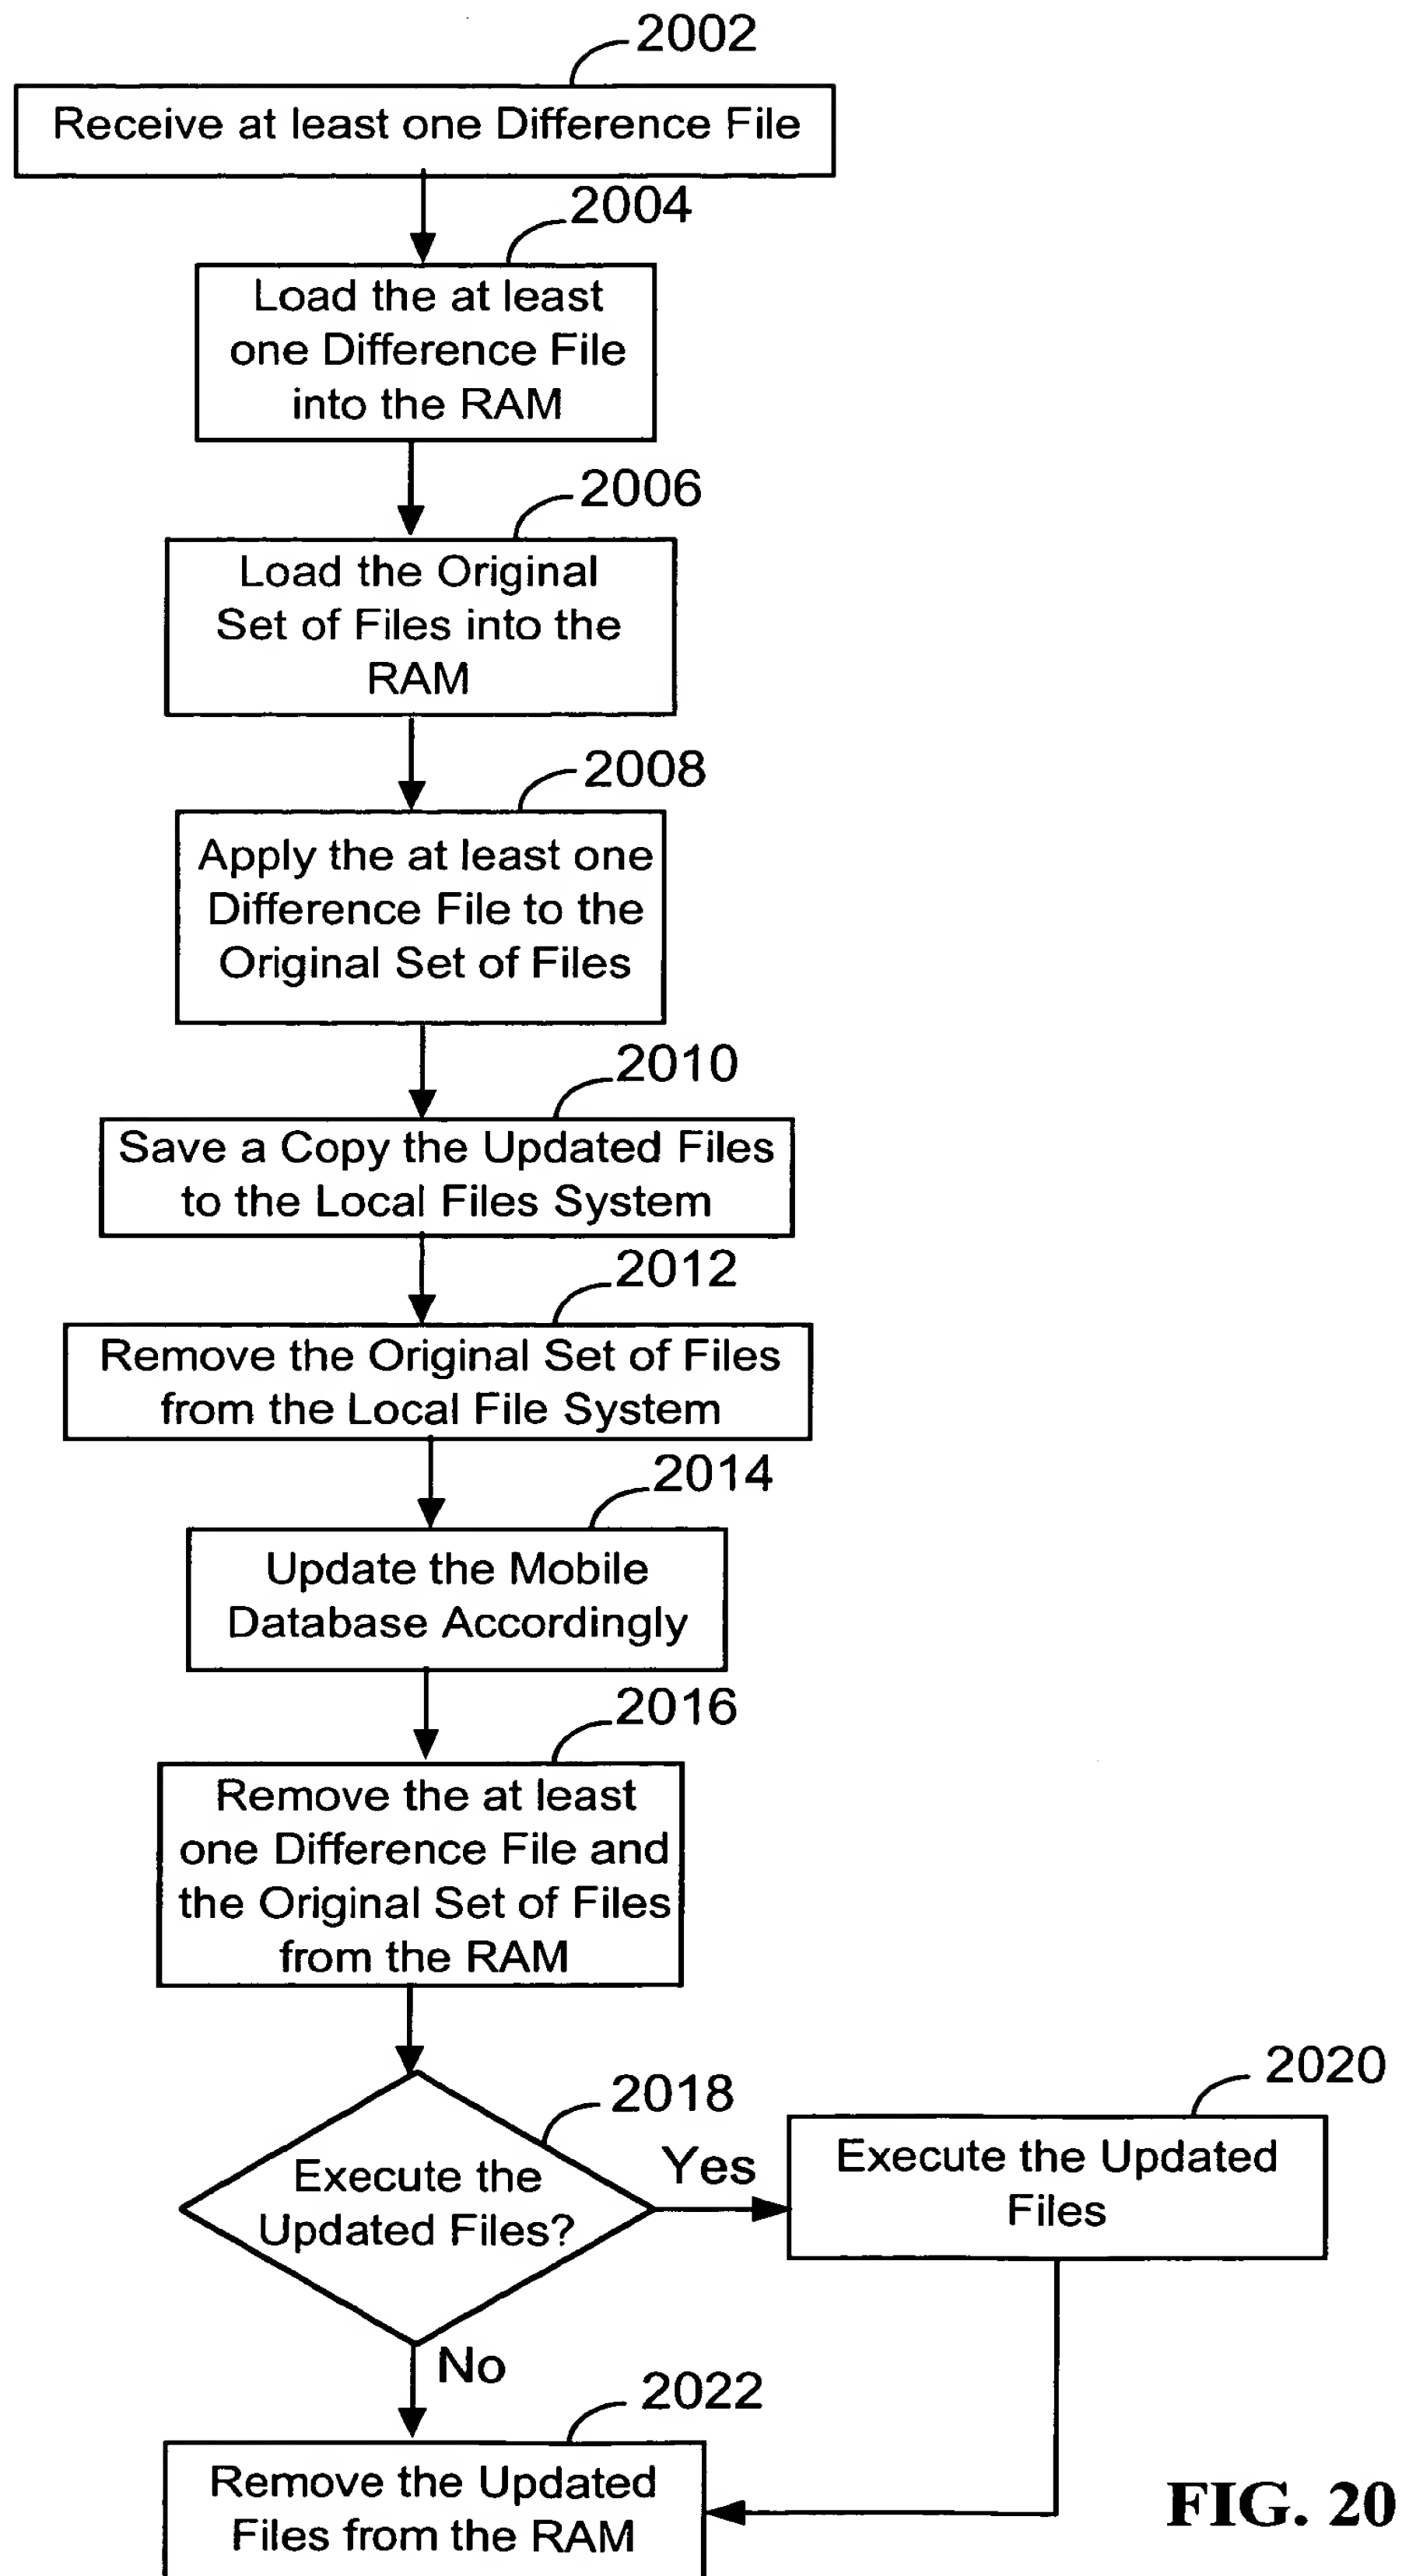 2002
Receive at least one Difference File
2004
Load the at least
one Difference File
into the RAM
2006
Load the Original
Set of Files into the
RAM
2008
Apply the at least one
Difference File to the
Original Set of Files
2010
Save a Copy the Updated Files
to the Local Files System
2012
Remove the Original Set of Files
from the Local File System
2014
Update the Mobile
Database Accordingly
2016
Remove the at least
one Difference File and
the Original Set of Files
from the RAM
2018
Execute the
Updated Files?
Yes
2020
Execute the Updated
Files
No
2022
Remove the Updated
Files from the RAM
FIG. 20